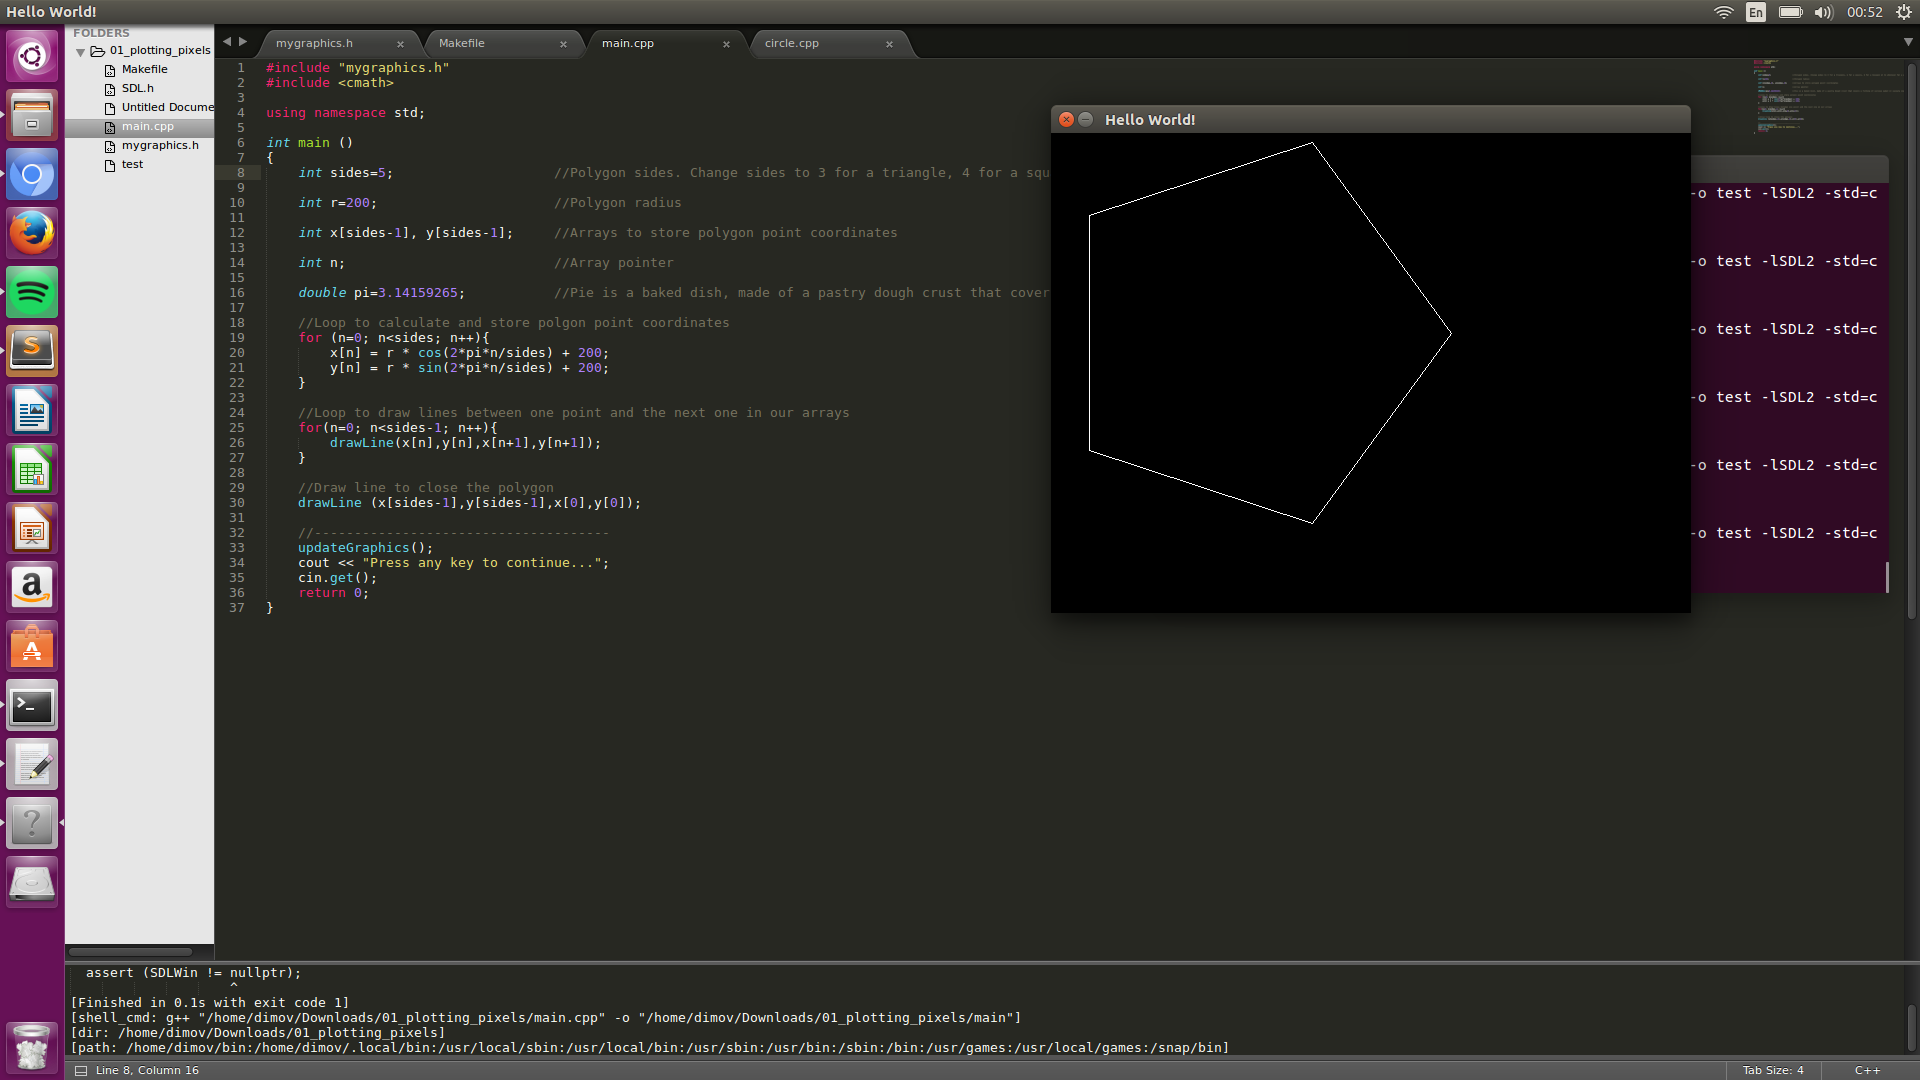 Hello World!
En
00:52
FOLDERS
01_plotting_pixels
Makefile
SDL.h
Untitled Docume
main.cpp
mygraphics.h
test
mygraphics.h × Makefile × main.cpp × circle.cpp ×
1 #include "mygraphics.h"
2 #include <cmath>
3
4 using namespace std;
5
6 int main ()
7 {
8 int sides=5; //Polygon sides. Change sides to 3 for a triangle, 4 for a squ
9
10 int r=200; //Polygon radius
11
12 int x[sides-1], y[sides-1]; //Arrays to store polygon point coordinates
13
14 int n; //Array pointer
15
16 double pi=3.14159265; //Pie is a baked dish, made of a pastry dough crust that cover
17
18 //Loop to calculate and store polgon point coordinates
19 for (n=0; n<sides; n++){
20 x[n] = r * cos(2*pi*n/sides) + 200;
21 y[n] = r * sin(2*pi*n/sides) + 200;
22 }
23
24 //Loop to draw lines between one point and the next one in our arrays
25 for(n=0; n<sides-1; n++){
26 drawLine(x[n],y[n],x[n+1],y[n+1]);
27 }
28
29 //Draw line to close the polygon
30 drawLine (x[sides-1],y[sides-1],x[0],y[0]);
31
32 //-------------------------------------
33 updateGraphics();
34 cout << "Press any key to continue...";
35 cin.get();
36 return 0;
37 }
Hello World!
-o test -lSDL2 -std=c
-o test -lSDL2 -std=c
-o test -lSDL2 -std=c
-o test -lSDL2 -std=c
-o test -lSDL2 -std=c
-o test -lSDL2 -std=c
assert (SDLWin != nullptr);
^
[Finished in 0.1s with exit code 1]
[shell_cmd: g++ "/home/dimov/Downloads/01_plotting_pixels/main.cpp" -o "/home/dimov/Downloads/01_plotting_pixels/main"]
[dir: /home/dimov/Downloads/01_plotting_pixels]
[path: /home/dimov/bin:/home/dimov/.local/bin:/usr/local/sbin:/usr/local/bin:/usr/sbin:/usr/bin:/sbin:/bin:/usr/games:/usr/local/games:/snap/bin]
Line 8, Column 16
Tab Size: 4
C++